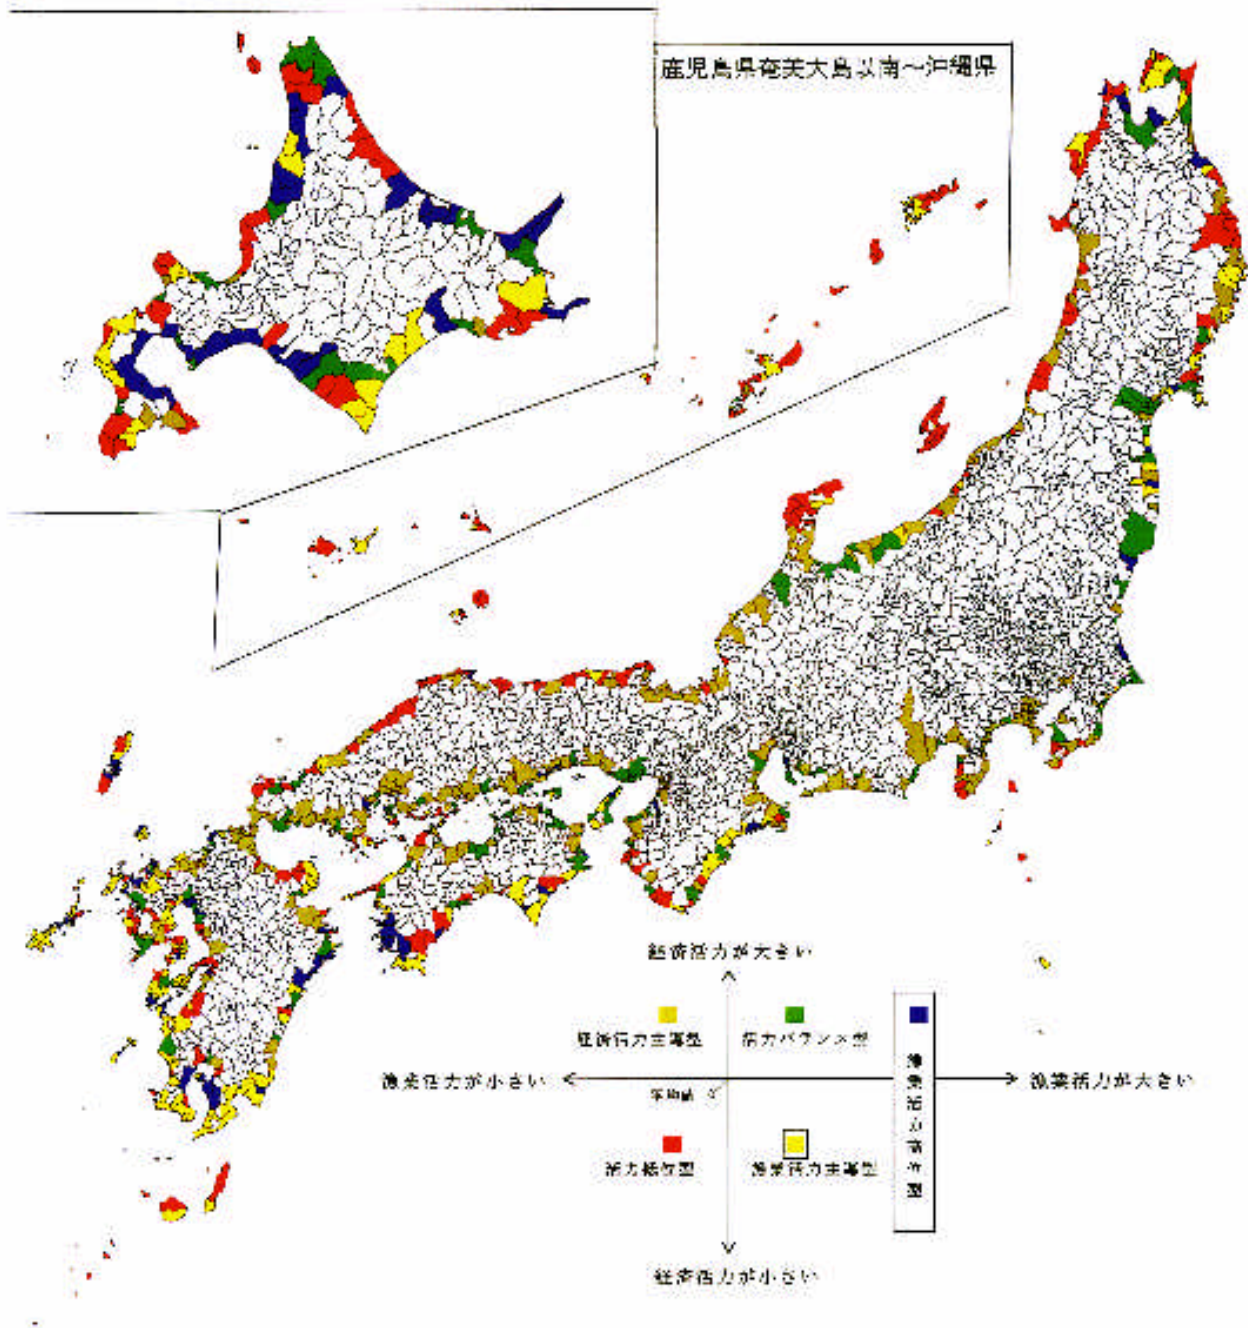 鹿児島県奄美大島以南～沖縄県
経済活力が大きい
経済活力主導型
活力バランス型
漁業活力が小さい
漁業活力が大きい
平均値
活力低位型
漁業活力主導型
漁業活力高位型
経済活力が小さい